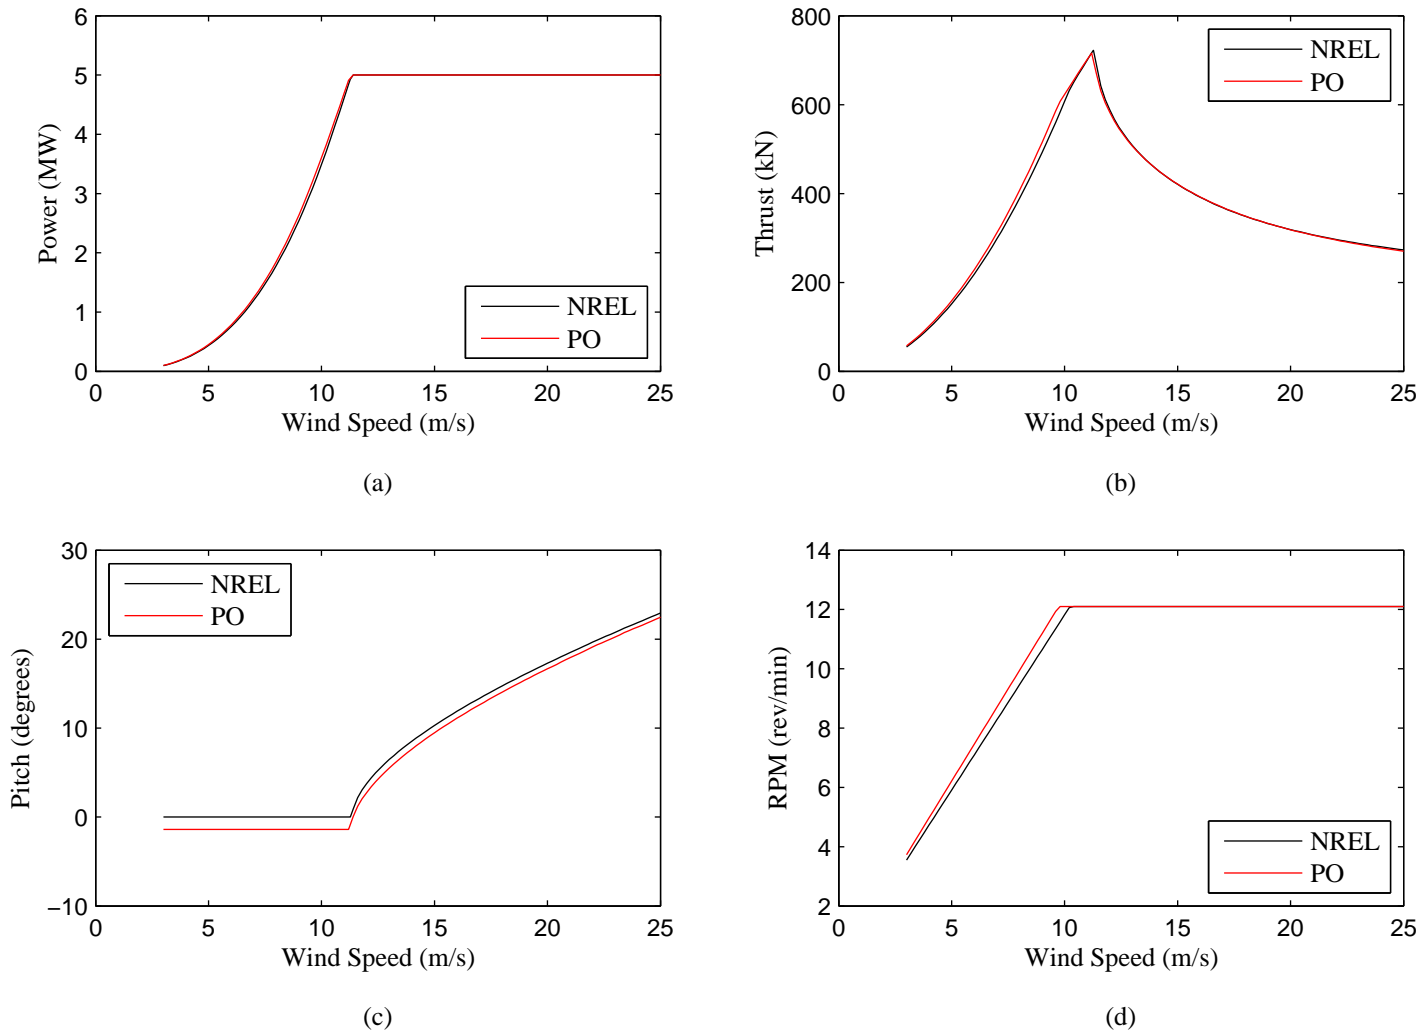 6
5
4
3
2
1
0
Power (MW)
NREL
PO
0 5 10 15 20 25
Wind Speed (m/s)
(a)
800
600
400
200
0
Thrust (kN)
NREL
PO
0 5 10 15 20 25
Wind Speed (m/s)
(b)
30
20
10
0
−10
Pitch (degrees)
NREL
PO
0 5 10 15 20 25
Wind Speed (m/s)
(c)
14
12
10
8
6
4
2
RPM (rev/min)
NREL
PO
0 5 10 15 20 25
Wind Speed (m/s)
(d)